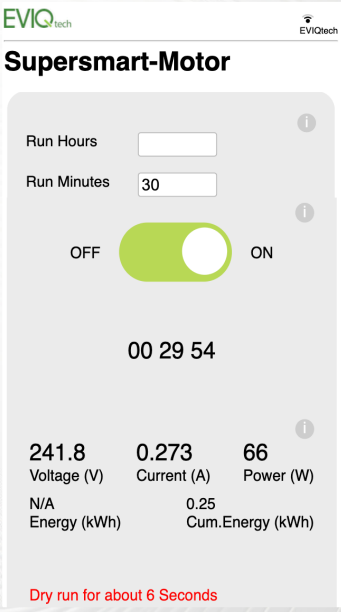 EVIQtech
EVIQtech
Supersmart-Motor
i
Run Hours
Run Minutes 30
i
OFF ON
00 29 54
i
241.8 0.273 66
Voltage (V) Current (A) Power (W)
N/A 0.25
Energy (kWh) Cum.Energy (kWh)
Dry run for about 6 Seconds